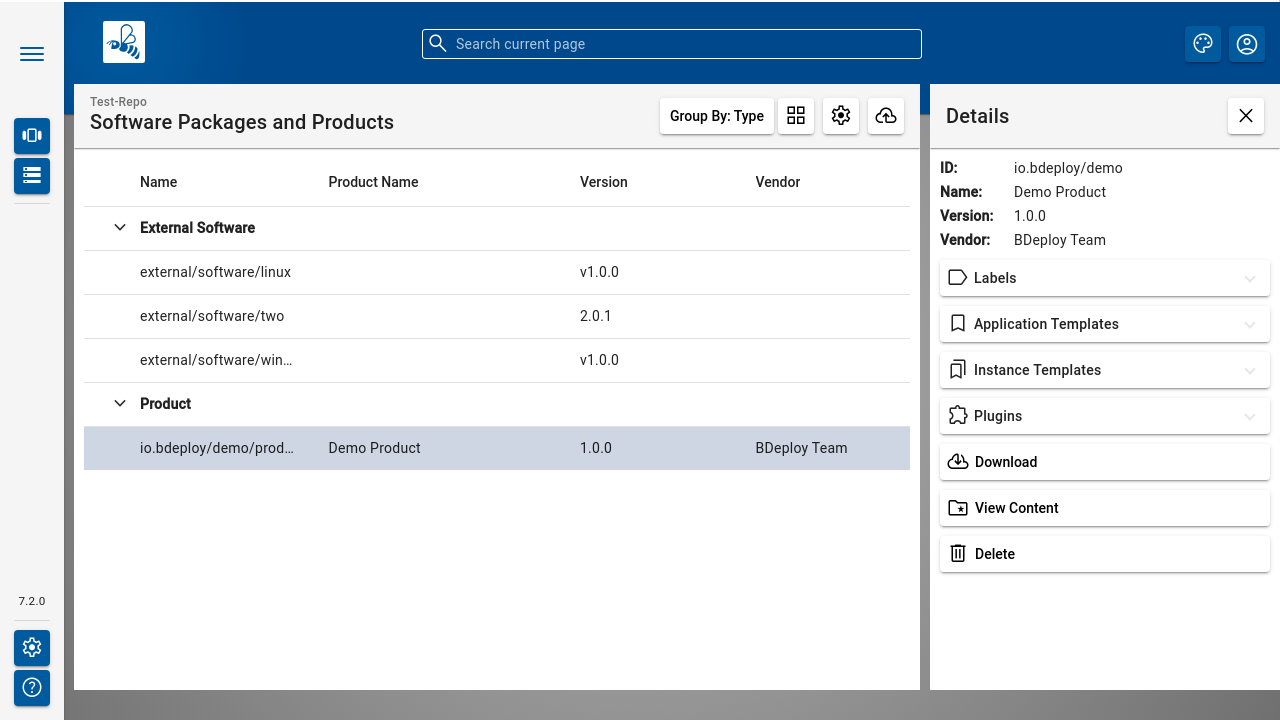 Search current page
Test-Repo
Software Packages and Products
Group By: Type
Name Product Name Version Vendor
External Software
external/software/linux v1.0.0
external/software/two 2.0.1
external/software/win… v1.0.0
Product
io.bdeploy/demo/prod… Demo Product 1.0.0 BDeploy Team
7.2.0
Details
ID: io.bdeploy/demo
Name: Demo Product
Version: 1.0.0
Vendor: BDeploy Team
Labels
Application Templates
Instance Templates
Plugins
Download
View Content
Delete